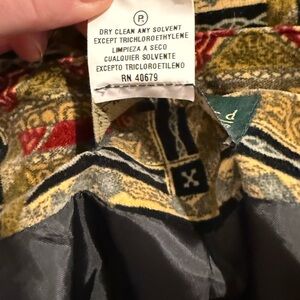 P
DRY CLEAN ANY SOLVENT
EXCEPT TRICHLOROETHYLENE
LIMPIEZA A SECO
CUALQUIER SOLVENTE
EXCEPTO TRICLOROETILENO
RN 40679